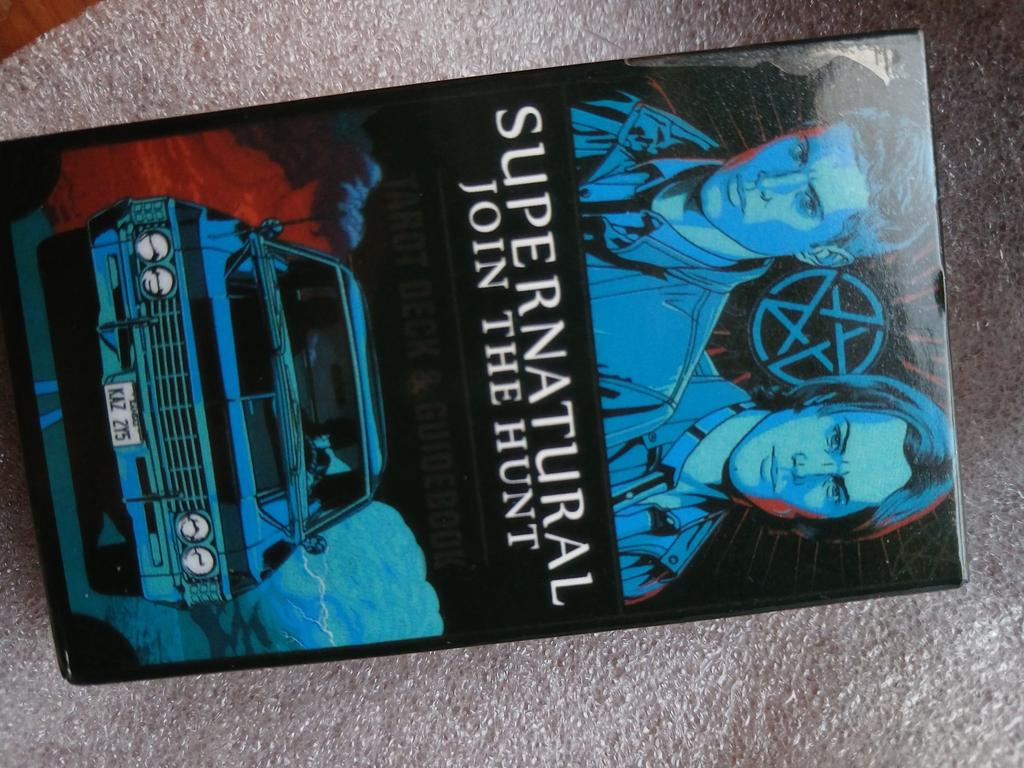 SUPERNATURAL
JOIN THE HUNT
TAROT DECK & GUIDEBOOK
KAZ 2Y5